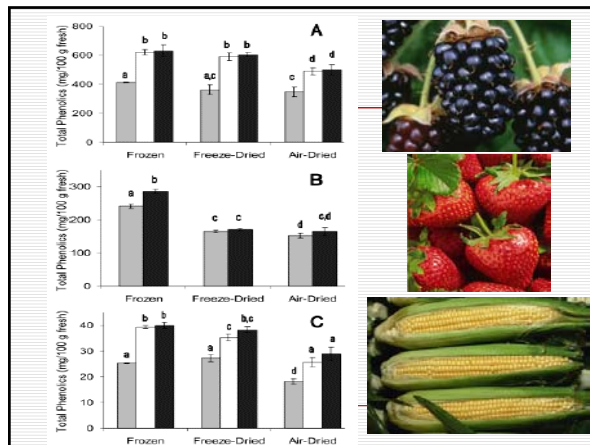 A
Total Phenolics (mg/100 g fresh)
800
600
400
200
0
a b b a,c b b c d d
Frozen Freeze-Dried Air-Dried
B
Total Phenolics (mg/100 g fresh)
300
200
100
0
a b c c d c,d
Frozen Freeze-Dried Air-Dried
C
Total Phenolics (mg/100 g fresh)
40
30
20
10
0
a b b a c b,c d a a
Frozen Freeze-Dried Air-Dried